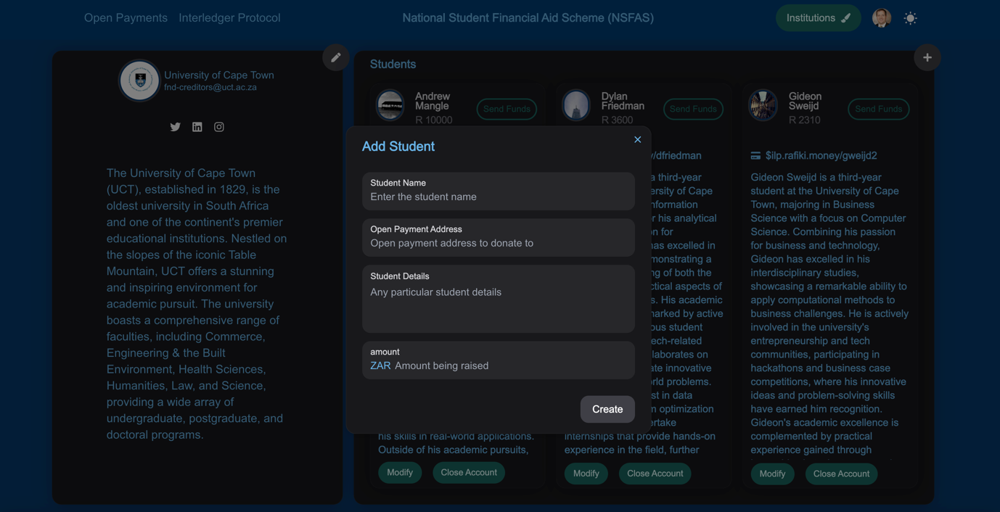 Open Payments
Interledger Protocol
National Student Financial Aid Scheme (NSFAS)
Institutions
University of Cape Town
fnd-creditors@uct.ac.za
The University of Cape Town
(UCT), established in 1829, is the
oldest university in South Africa
and one of the continent's premier
educational institutions. Nestled on
the slopes of the iconic Table
Mountain, UCT offers a stunning
and inspiring environment for
academic pursuit. The university
boasts a comprehensive range of
faculties, including Commerce,
Engineering & the Built
Environment, Health Sciences,
Humanities, Law, and Science,
providing a wide array of
undergraduate, postgraduate, and
doctoral programs.
Students
Andrew
Mangle
R 10000
Send Funds
his skills in real-world applications.
Outside of his academic pursuits,
Modify
Close Account
Dylan
Friedman
R 3600
Send Funds
/dfriedman
a third-year
ersity of Cape
nformation
r his analytical
n for
has excelled in
monstrating a
ng of both the
ctical aspects of
s. His academic
narked by active
ous student
ech-related
laborates on
ate innovative
rld problems.
st in data
m optimization
ertake
internships that provide hands-on
experience in the field, further
Modify
Close Account
Gideon
Sweijd
R 2310
Send Funds
$ilp.rafiki.money/gweijd2
Gideon Sweijd is a third-year
student at the University of Cape
Town, majoring in Business
Science with a focus on Computer
Science. Combining his passion
for business and technology,
Gideon has excelled in his
interdisciplinary studies,
showcasing a remarkable ability to
apply computational methods to
business challenges. He is actively
involved in the university's
entrepreneurship and tech
communities, participating in
hackathons and business case
competitions, where his innovative
ideas and problem-solving skills
have earned him recognition.
Gideon's academic excellence is
complemented by practical
experience gained through
Modify
Close Account
Add Student
Student Name
Enter the student name
Open Payment Address
Open payment address to donate to
Student Details
Any particular student details
amount
ZAR Amount being raised
Create